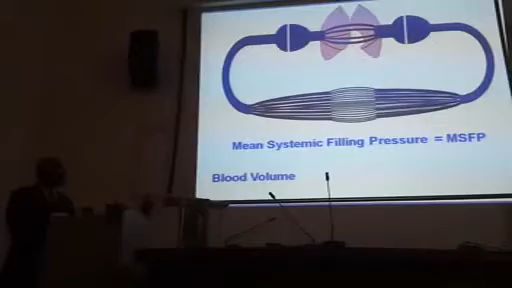 Mean Systemic Filling Pressure = MSFP
Blood Volume